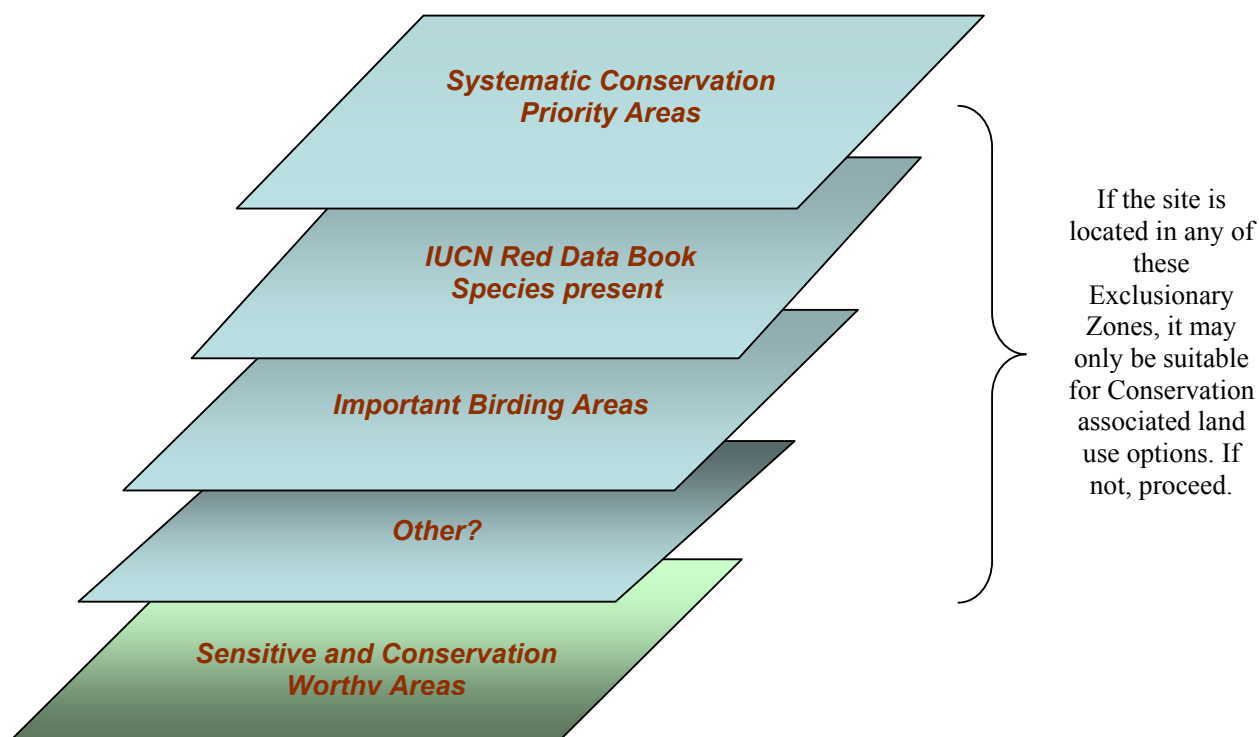 Systematic Conservation
Priority Areas
IUCN Red Data Book
Species present
Important Birding Areas
Other?
Sensitive and Conservation
Worthy Areas
If the site is
located in any of
these
Exclusionary
Zones, it may
only be suitable
for Conservation
associated land
use options. If
not, proceed.